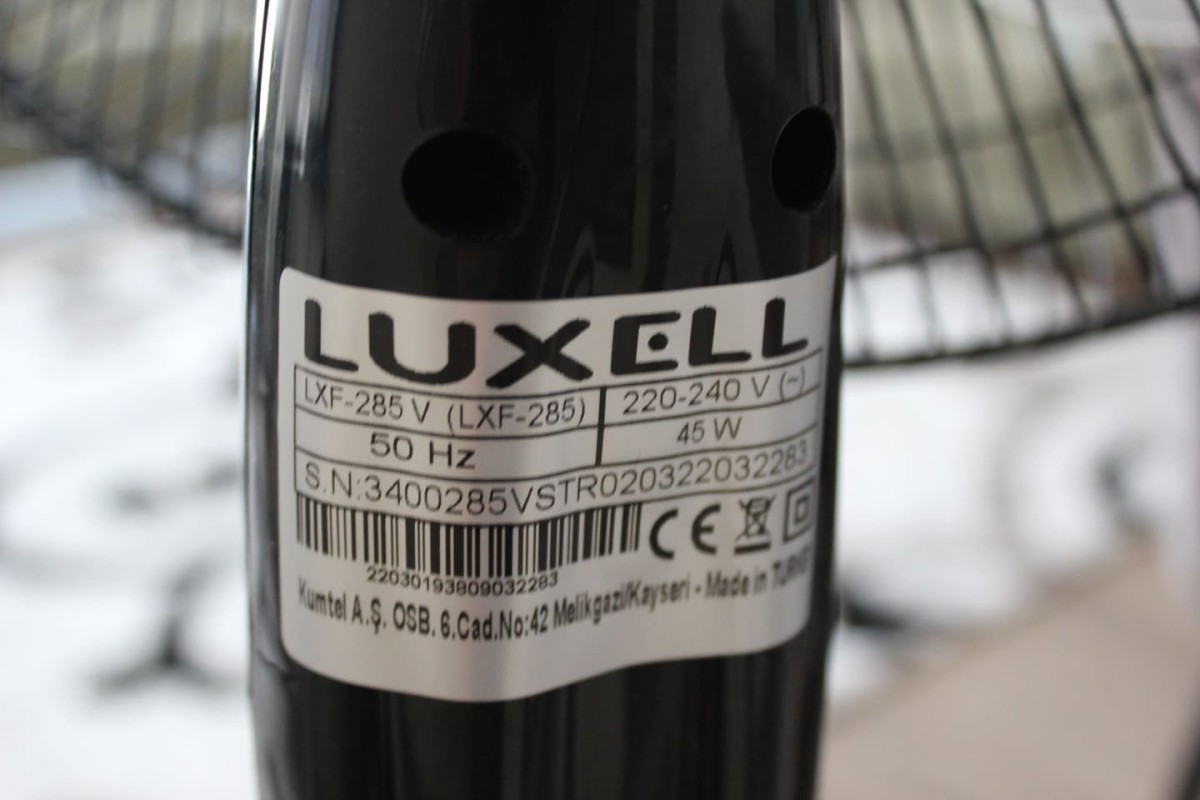 LUXELL
LXF-285 V (LXF-285) 220-240 V (~)
50 Hz 45 W
S.N:3400285VSTR020322032283
CE
22030193809032283
Kumtel A.Ş. OSB. 6.Cad.No:42 Melikgazi/Kayseri - Made in